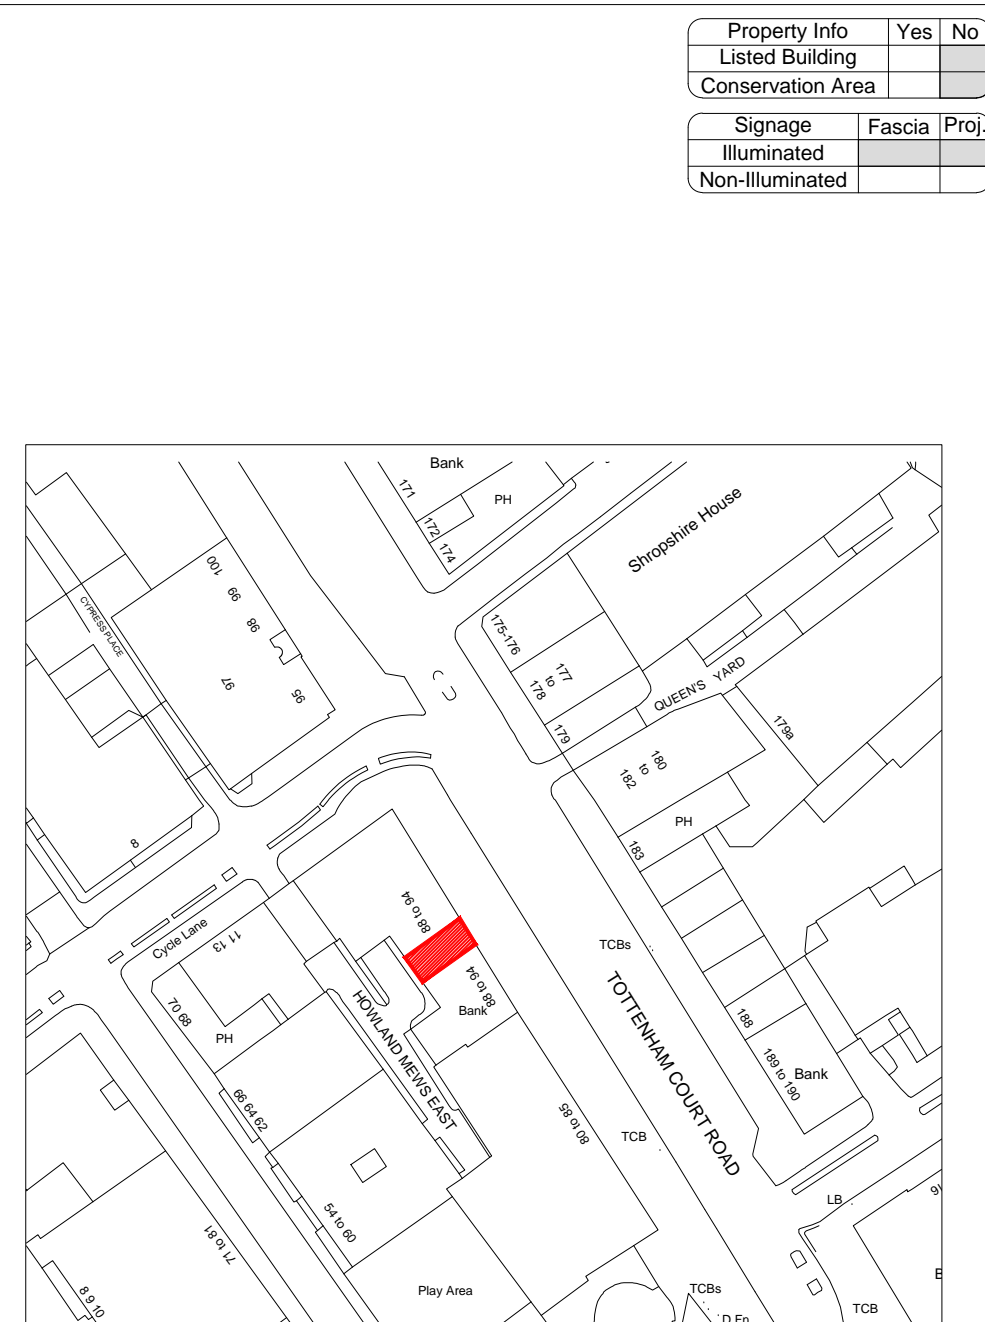 Property Info Yes No
Listed Building
Conservation Area
Signage Fascia Proj.
Illuminated
Non-Illuminated
Bank
171
PH
172
174
Shropshire House
100
99
98
97
95
CYPRESS PLACE
175-176
177
to
178
179
QUEEN'S YARD
179a
180
to
182
PH
183
8
88 to 94
Cycle Lane
11 13
TCBs
88 to 94
Bank
HOWLAND MEWS EAST
TOTTENHAM COURT ROAD
70 68
PH
188
189 to 190
Bank
66 64 62
80 to 85
TCB
54 to 60
LB
71 to 81
8 9 10
Play Area
TCBs
D Fn
TCB